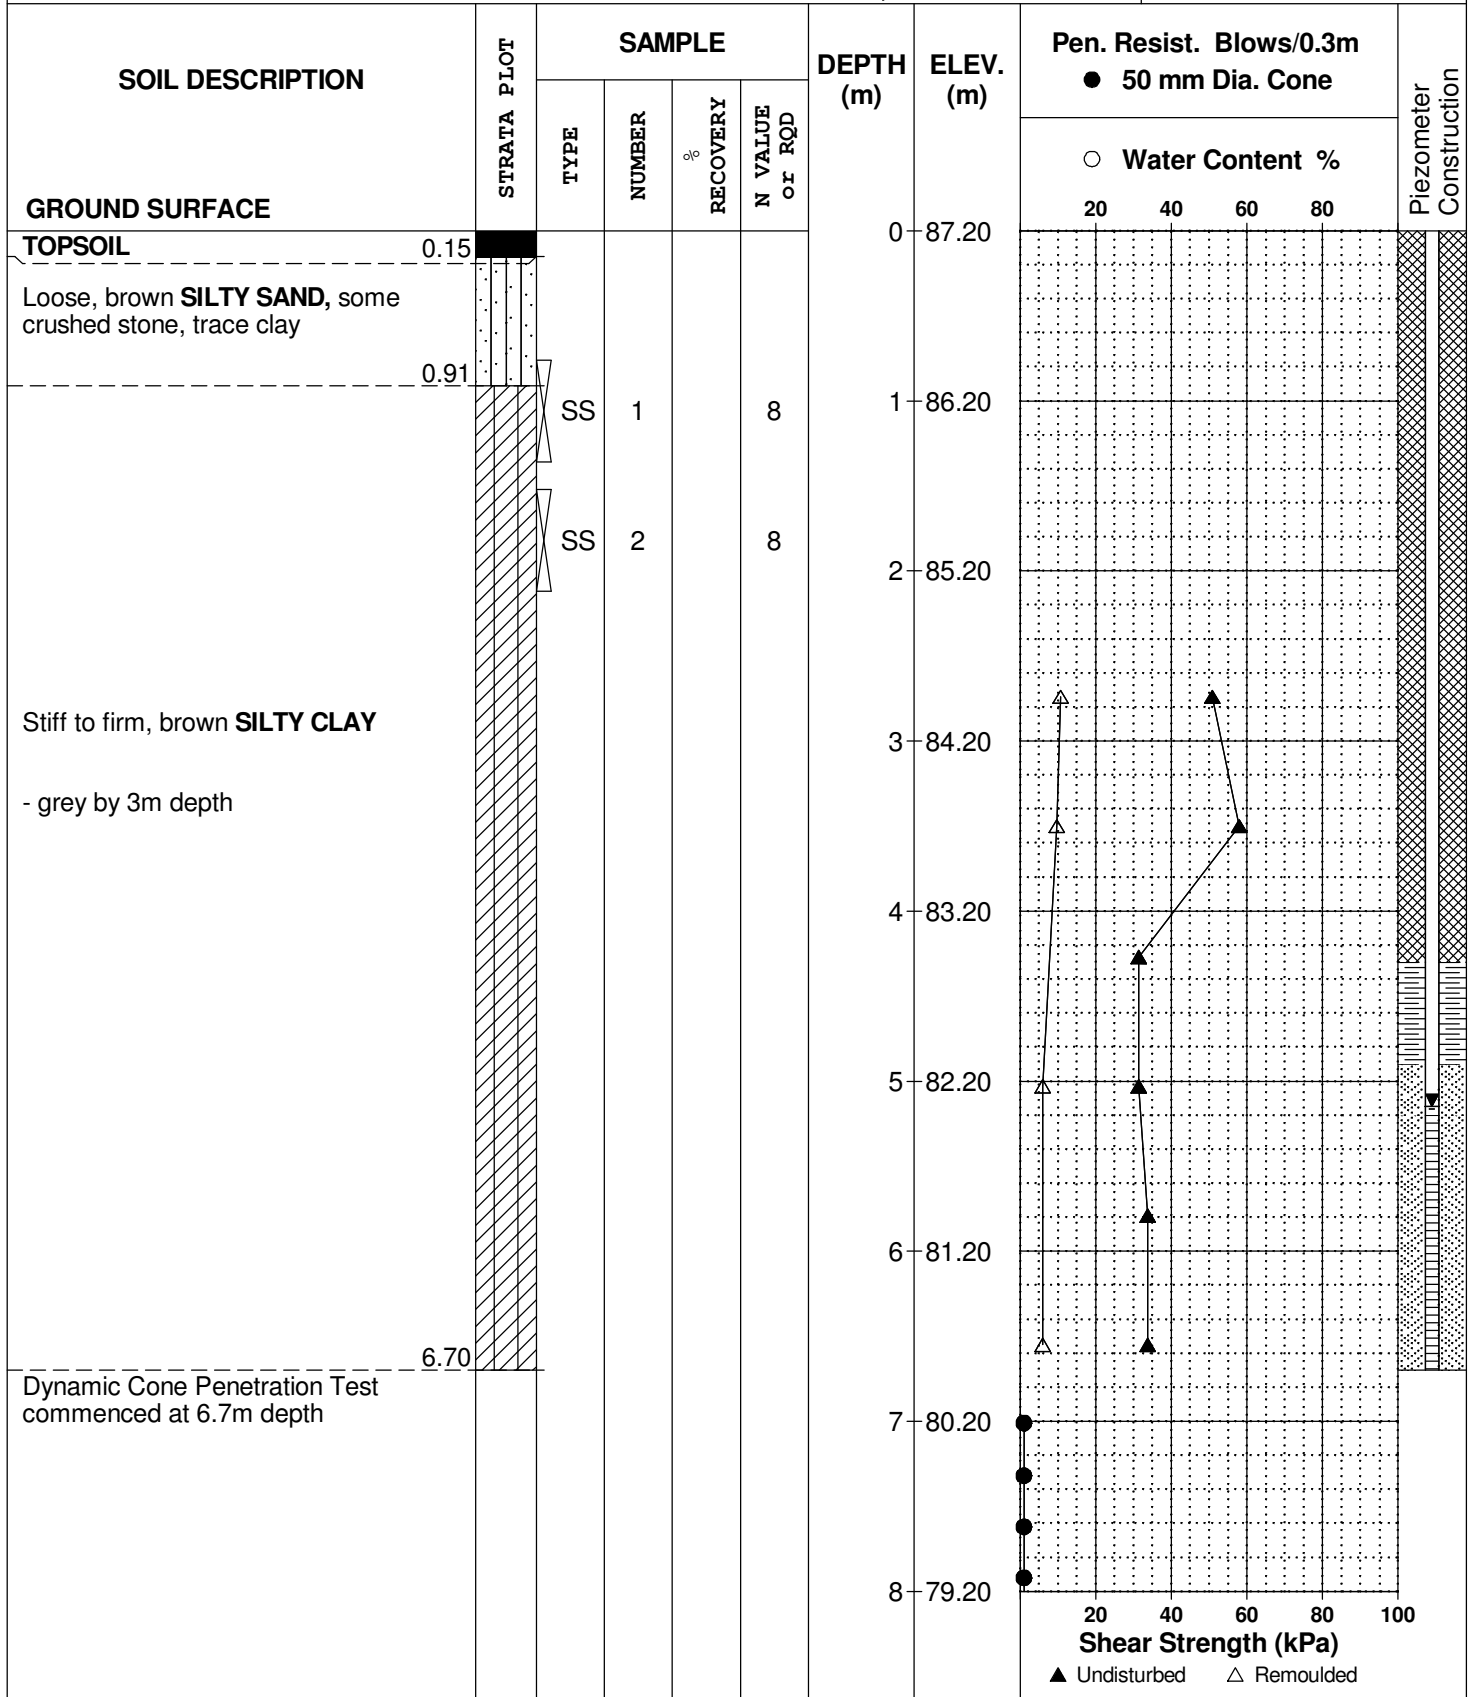 SOIL DESCRIPTION
GROUND SURFACE
STRATA PLOT
SAMPLE
TYPE
NUMBER
%
RECOVERY
N VALUE
or RQD
DEPTH
(m)
ELEV.
(m)
Pen. Resist. Blows/0.3m
● 50 mm Dia. Cone
○ Water Content %
20 40 60 80
Piezometer
Construction
TOPSOIL 0.15
0 87.20
Loose, brown SILTY SAND, some
crushed stone, trace clay
0.91
SS 1 8
1 86.20
SS 2 8
2 85.20
Stiff to firm, brown SILTY CLAY
3 84.20
- grey by 3m depth
4 83.20
5 82.20
6 81.20
6.70
Dynamic Cone Penetration Test
commenced at 6.7m depth
7 80.20
8 79.20
20 40 60 80 100
Shear Strength (kPa)
▲ Undisturbed △ Remoulded